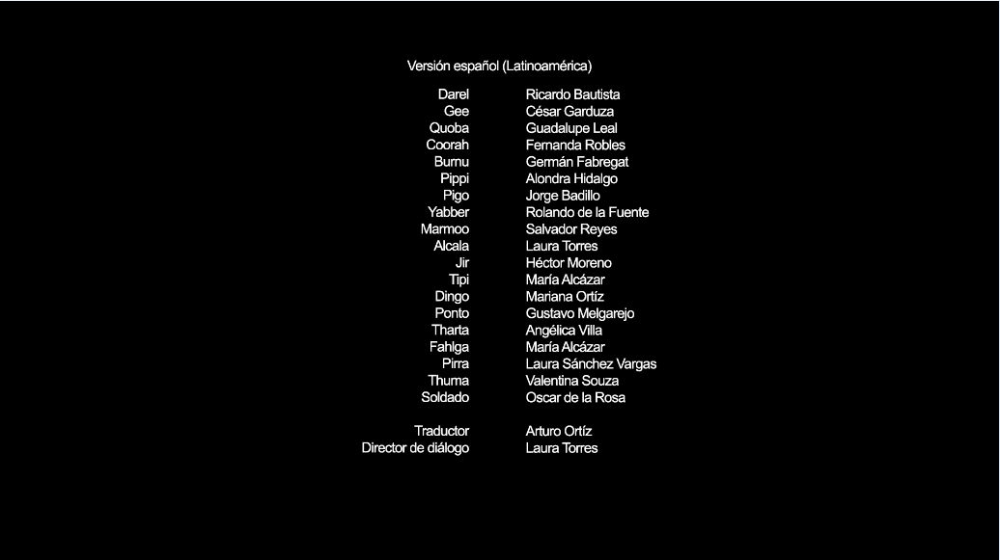 Versión español (Latinoamérica)
Darel Ricardo Bautista
Gee César Garduza
Quoba Guadalupe Leal
Coorah Fernanda Robles
Burnu Germán Fabregat
Pippi Alondra Hidalgo
Pigo Jorge Badillo
Yabber Rolando de la Fuente
Marmoo Salvador Reyes
Alcala Laura Torres
Jir Héctor Moreno
Tipi María Alcázar
Dingo Mariana Ortíz
Ponto Gustavo Melgarejo
Tharta Angélica Villa
Fahlga María Alcázar
Pirra Laura Sánchez Vargas
Thuma Valentina Souza
Soldado Oscar de la Rosa
Traductor Arturo Ortíz
Director de diálogo Laura Torres